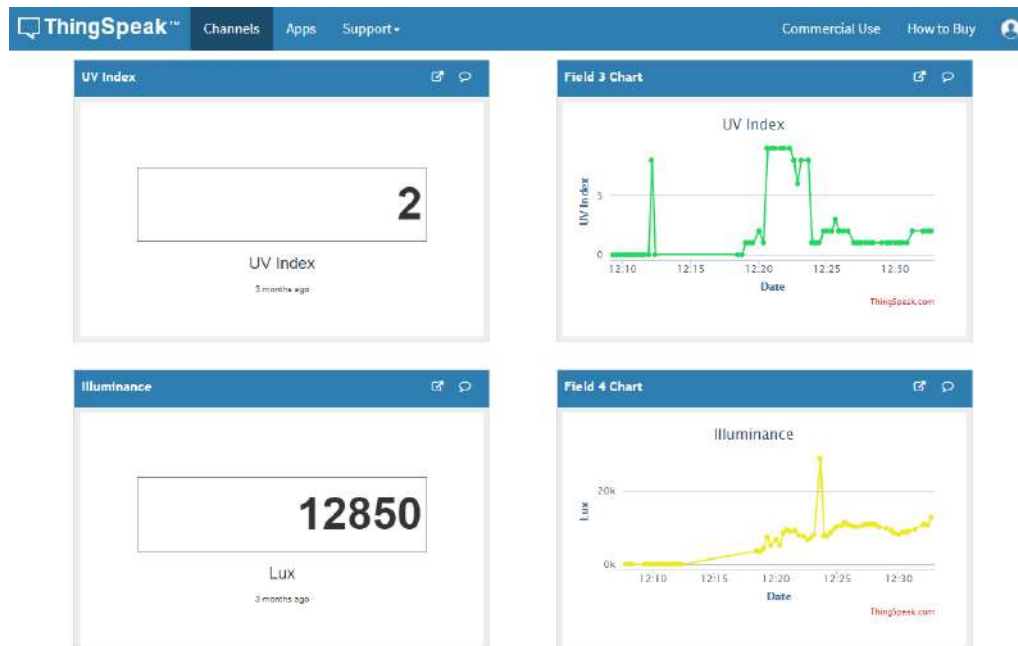 ThingSpeak™ Channels Apps Support Commercial Use How to Buy
UV Index
2
UV Index
3 months ago
Field 3 Chart
UV Index
UV Index
5
0
12:10 12:15 12:20 12:25 12:30
Date
ThingSpeak.com
Illuminance
12850
Lux
3 months ago
Field 4 Chart
Illuminance
Lux
20k
0k
12:10 12:15 12:20 12:25 12:30
Date
ThingSpeak.com